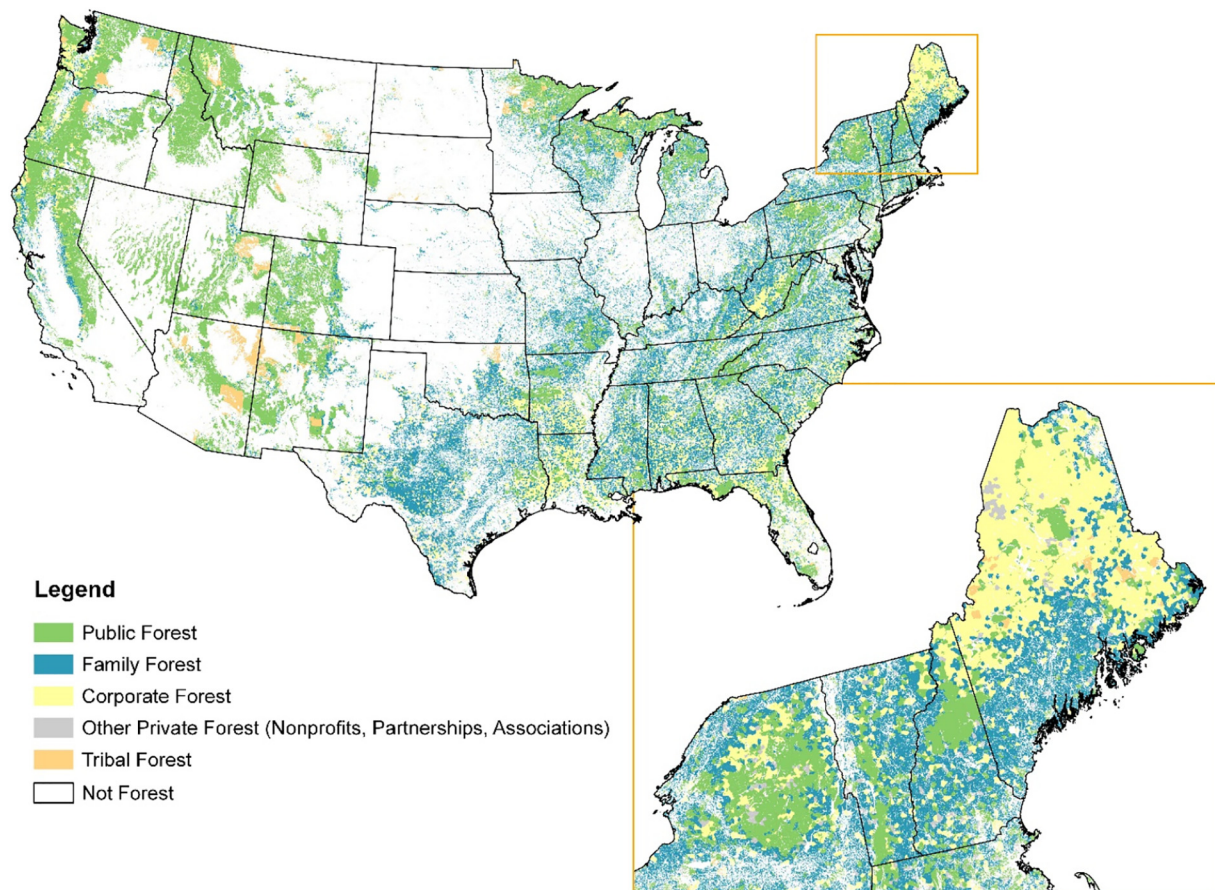 Legend
Public Forest
Family Forest
Corporate Forest
Other Private Forest (Nonprofits, Partnerships, Associations)
Tribal Forest
Not Forest